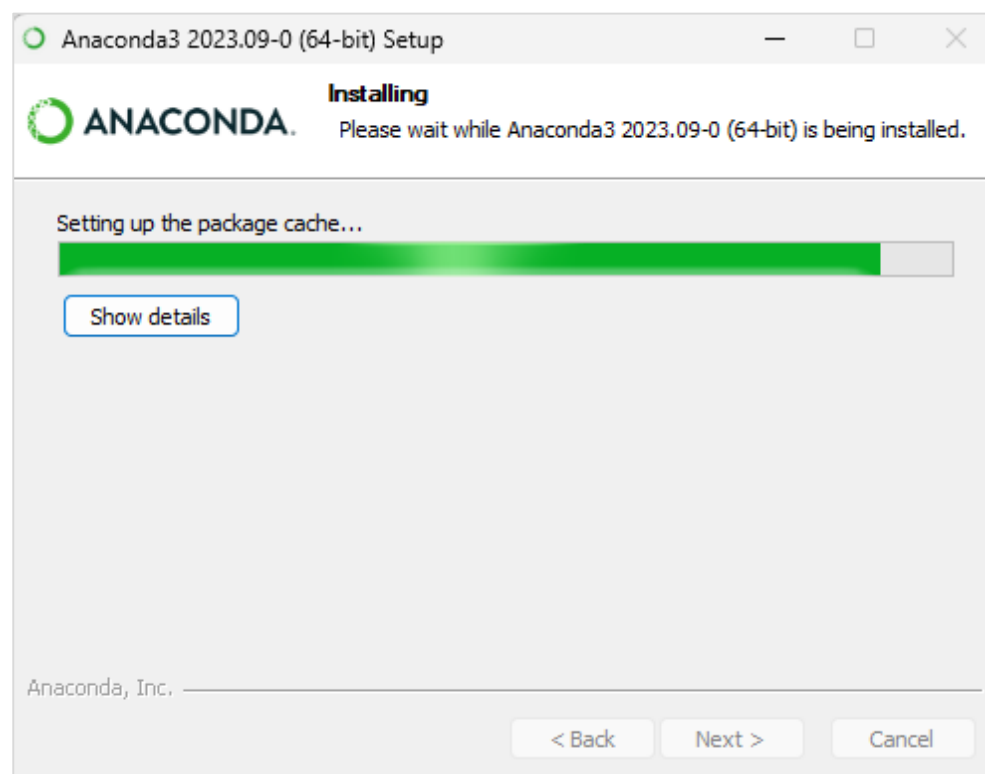 Anaconda3 2023.09-0 (64-bit) Setup
ANACONDA.
Installing
Please wait while Anaconda3 2023.09-0 (64-bit) is being installed.
Setting up the package cache...
Show details
Anaconda, Inc.
< Back Next > Cancel